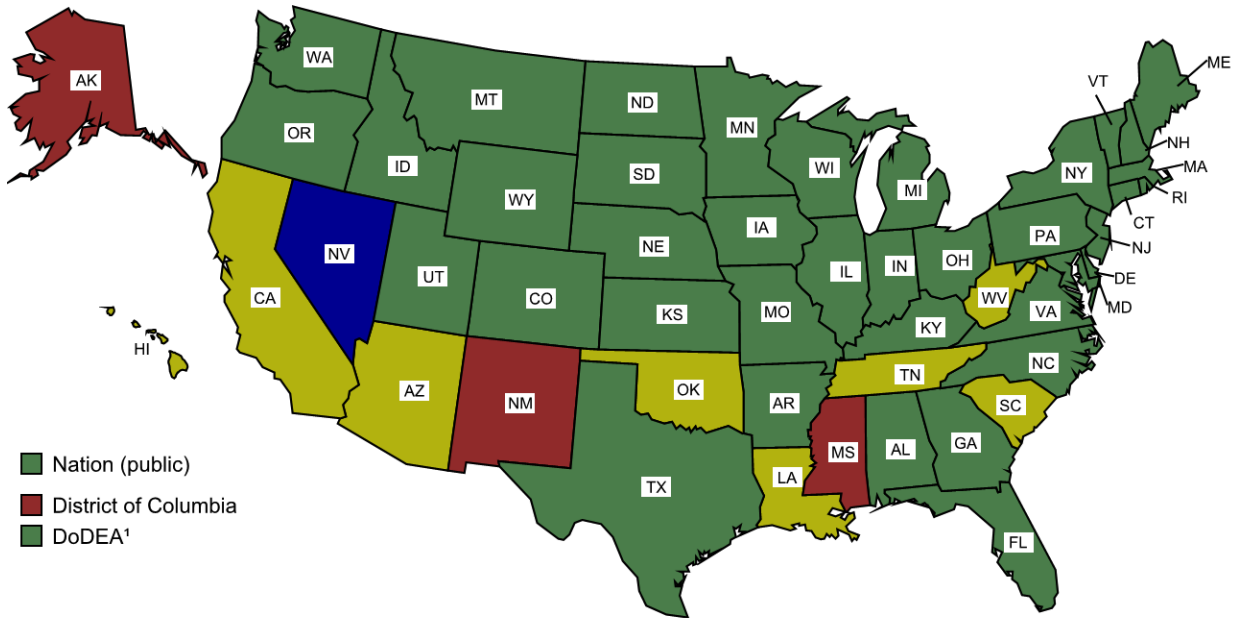 AK
WA
MT
ND
MN
VT
ME
OR
ID
WY
SD
WI
MI
NY
NH
MA
RI
CT
NV
UT
CO
NE
IA
IL
IN
OH
PA
NJ
DE
MD
CA
HI
KS
MO
KY
WV
VA
AZ
NM
OK
AR
TN
NC
SC
TX
LA
MS
AL
GA
FL
Nation (public)
District of Columbia
DoDEA¹